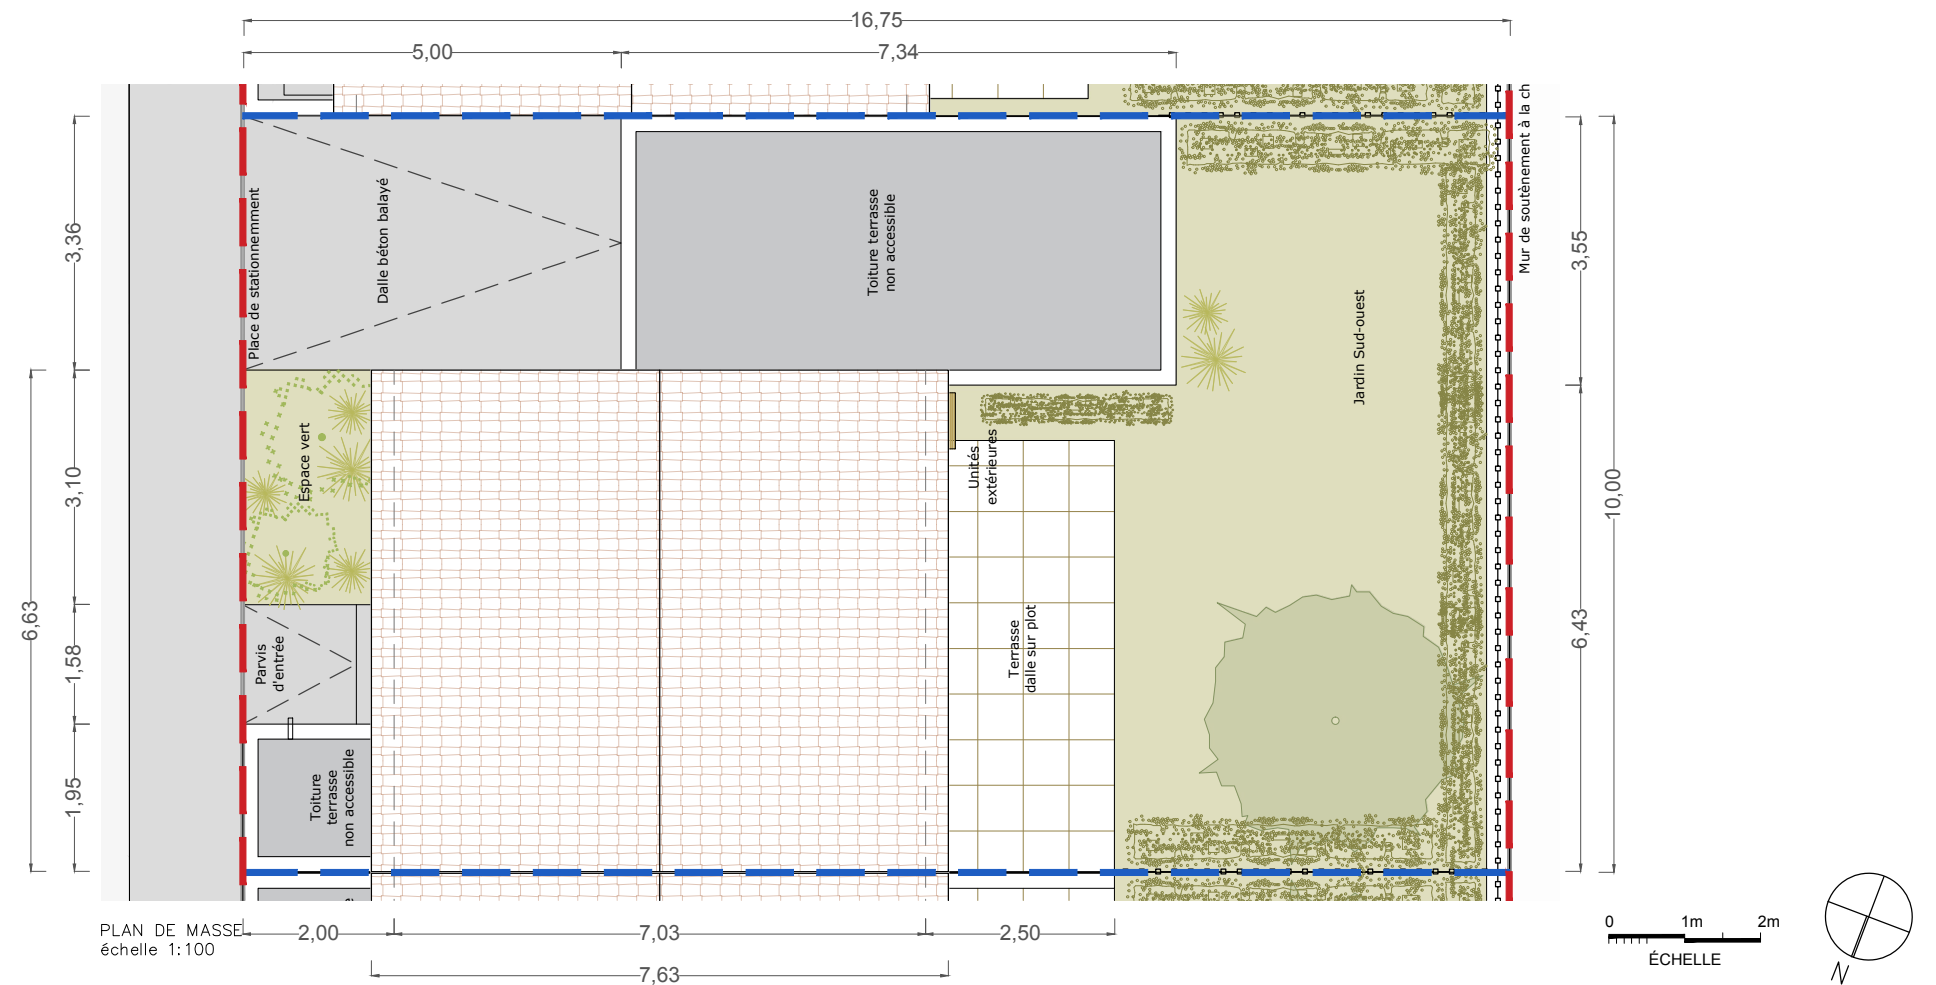 16,75
5,00
7,34
3,36
3,10
1,58
1,95
6,63
Place de stationnemment
Dalle béton balayé
Toiture terrasse
non accessible
Mur de soutènement à la ch
Jardin Sud-ouest
3,55
10,00
6,43
Espace vert
Unités
extérieures
Parvis
d'entrée
Terrasse
dalle sur plot
Toiture
terrasse
non accessible
PLAN DE MASSE
échelle 1:100
2,00
7,03
2,50
7,63
0 1m 2m
ÉCHELLE
N